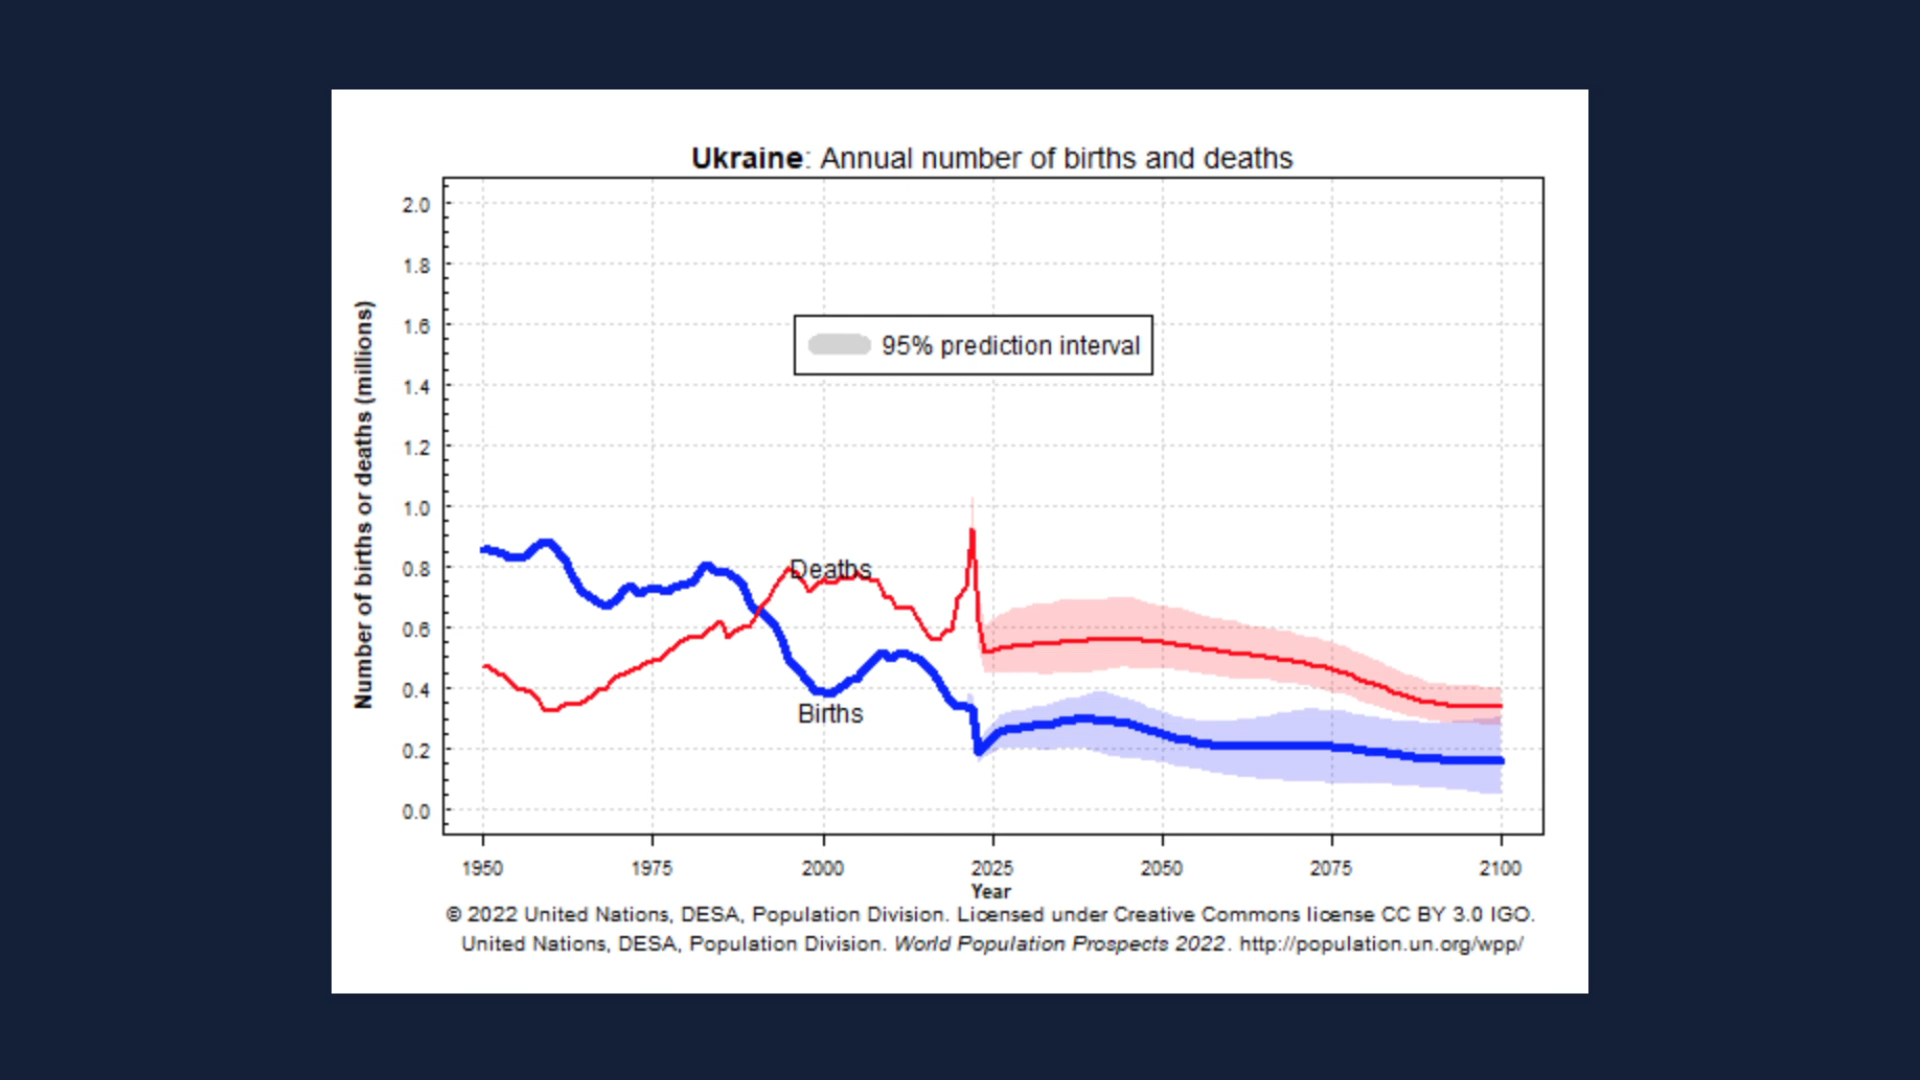 Ukraine: Annual number of births and deaths
Number of births or deaths (millions)
2.0
1.8
1.6
1.4
1.2
1.0
0.8
0.6
0.4
0.2
0.0
95% prediction interval
Deaths
Births
1950 1975 2000 2025 2050 2075 2100
Year
© 2022 United Nations, DESA, Population Division. Licensed under Creative Commons license CC BY 3.0 IGO.
United Nations, DESA, Population Division. World Population Prospects 2022. http://population.un.org/wpp/